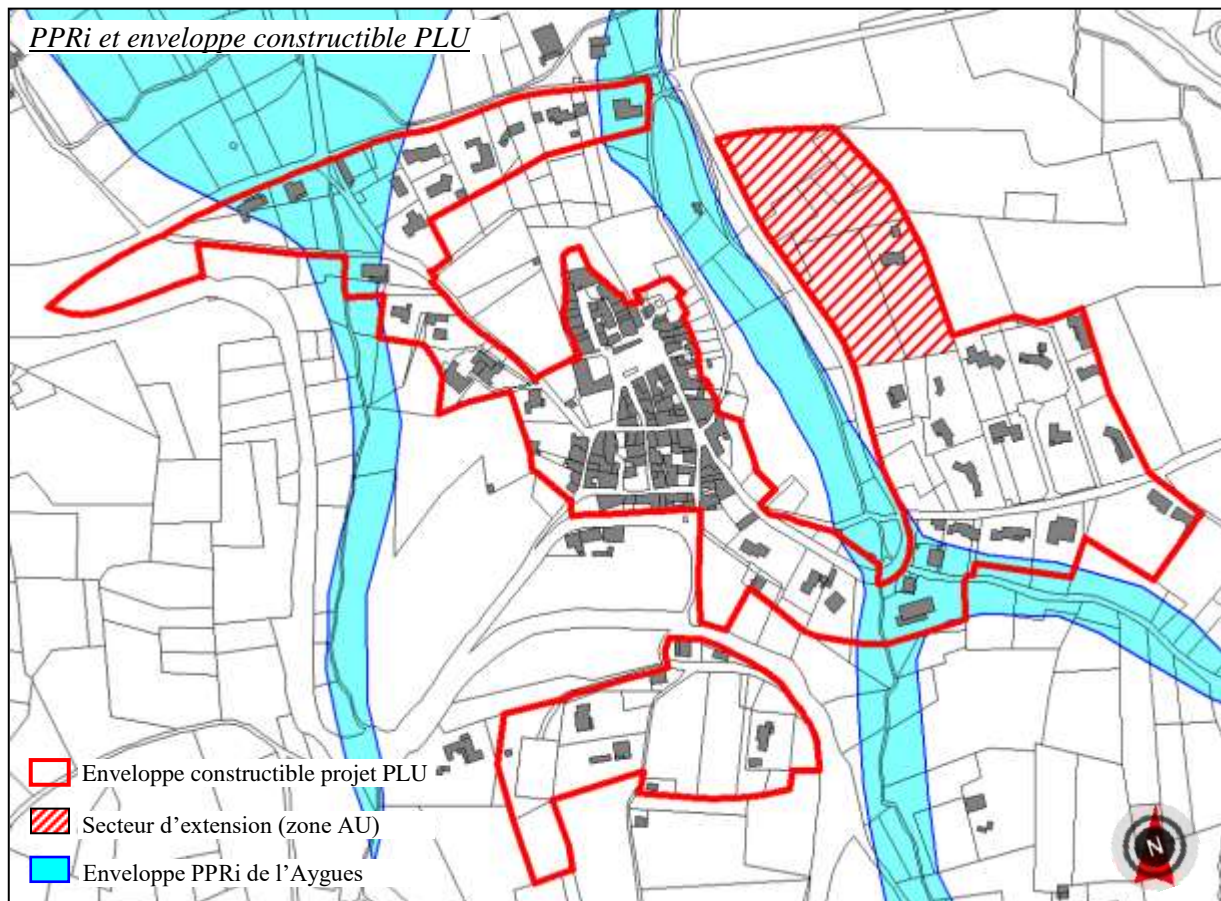 PPRi et enveloppe constructible PLU
Enveloppe constructible projet PLU
Secteur d'extension (zone AU)
Enveloppe PPRi de l'Aygues
N